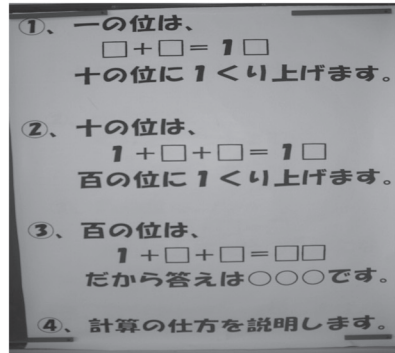 ①、一の位は、
□+□=1□
十の位に1くり上げます。
②、十の位は、
1+□+□=1□
百の位に1くり上げます。
③、百の位は、
1+□+□=□□
だから答えは○○○です。
④、計算の仕方を説明します。